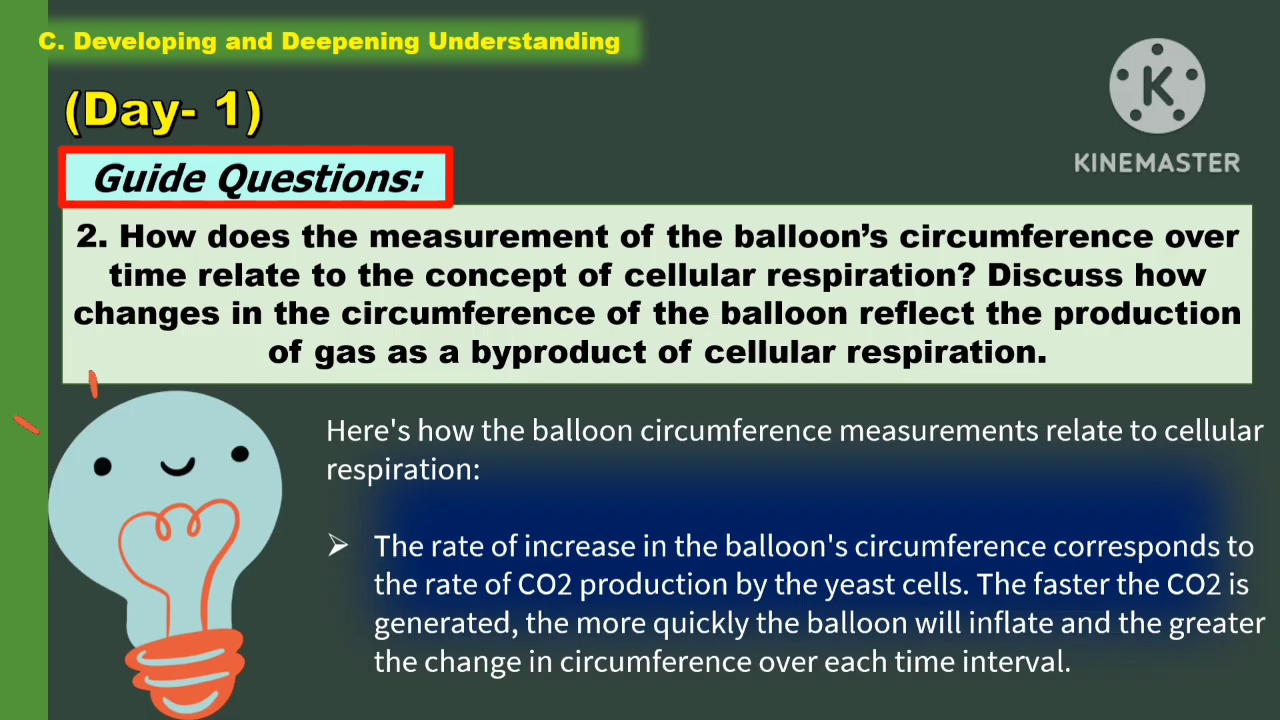 C. Developing and Deepening Understanding
(Day- 1)
KINEMASTER
Guide Questions:
2. How does the measurement of the balloon’s circumference over
time relate to the concept of cellular respiration? Discuss how
changes in the circumference of the balloon reflect the production
of gas as a byproduct of cellular respiration.
Here's how the balloon circumference measurements relate to cellular
respiration:
➢ The rate of increase in the balloon's circumference corresponds to
the rate of CO2 production by the yeast cells. The faster the CO2 is
generated, the more quickly the balloon will inflate and the greater
the change in circumference over each time interval.